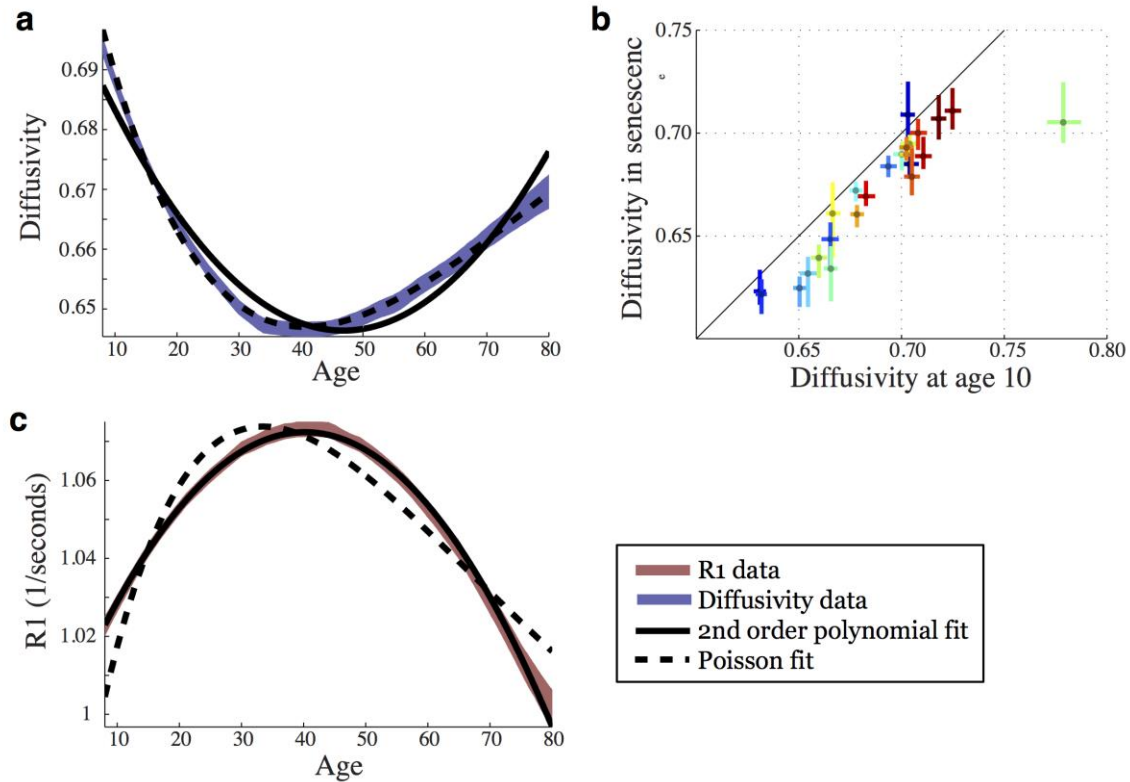 a
0.69
0.68
0.67
0.66
0.65
Diffusivity
10 20 30 40 50 60 70 80
Age
b
0.75
0.70
0.65
Diffusivity in senescenc
e
0.65 0.70 0.75 0.80
Diffusivity at age 10
c
1.06
1.04
1.02
1
R1 (1/seconds)
10 20 30 40 50 60 70 80
Age
R1 data
Diffusivity data
2nd order polynomial fit
Poisson fit